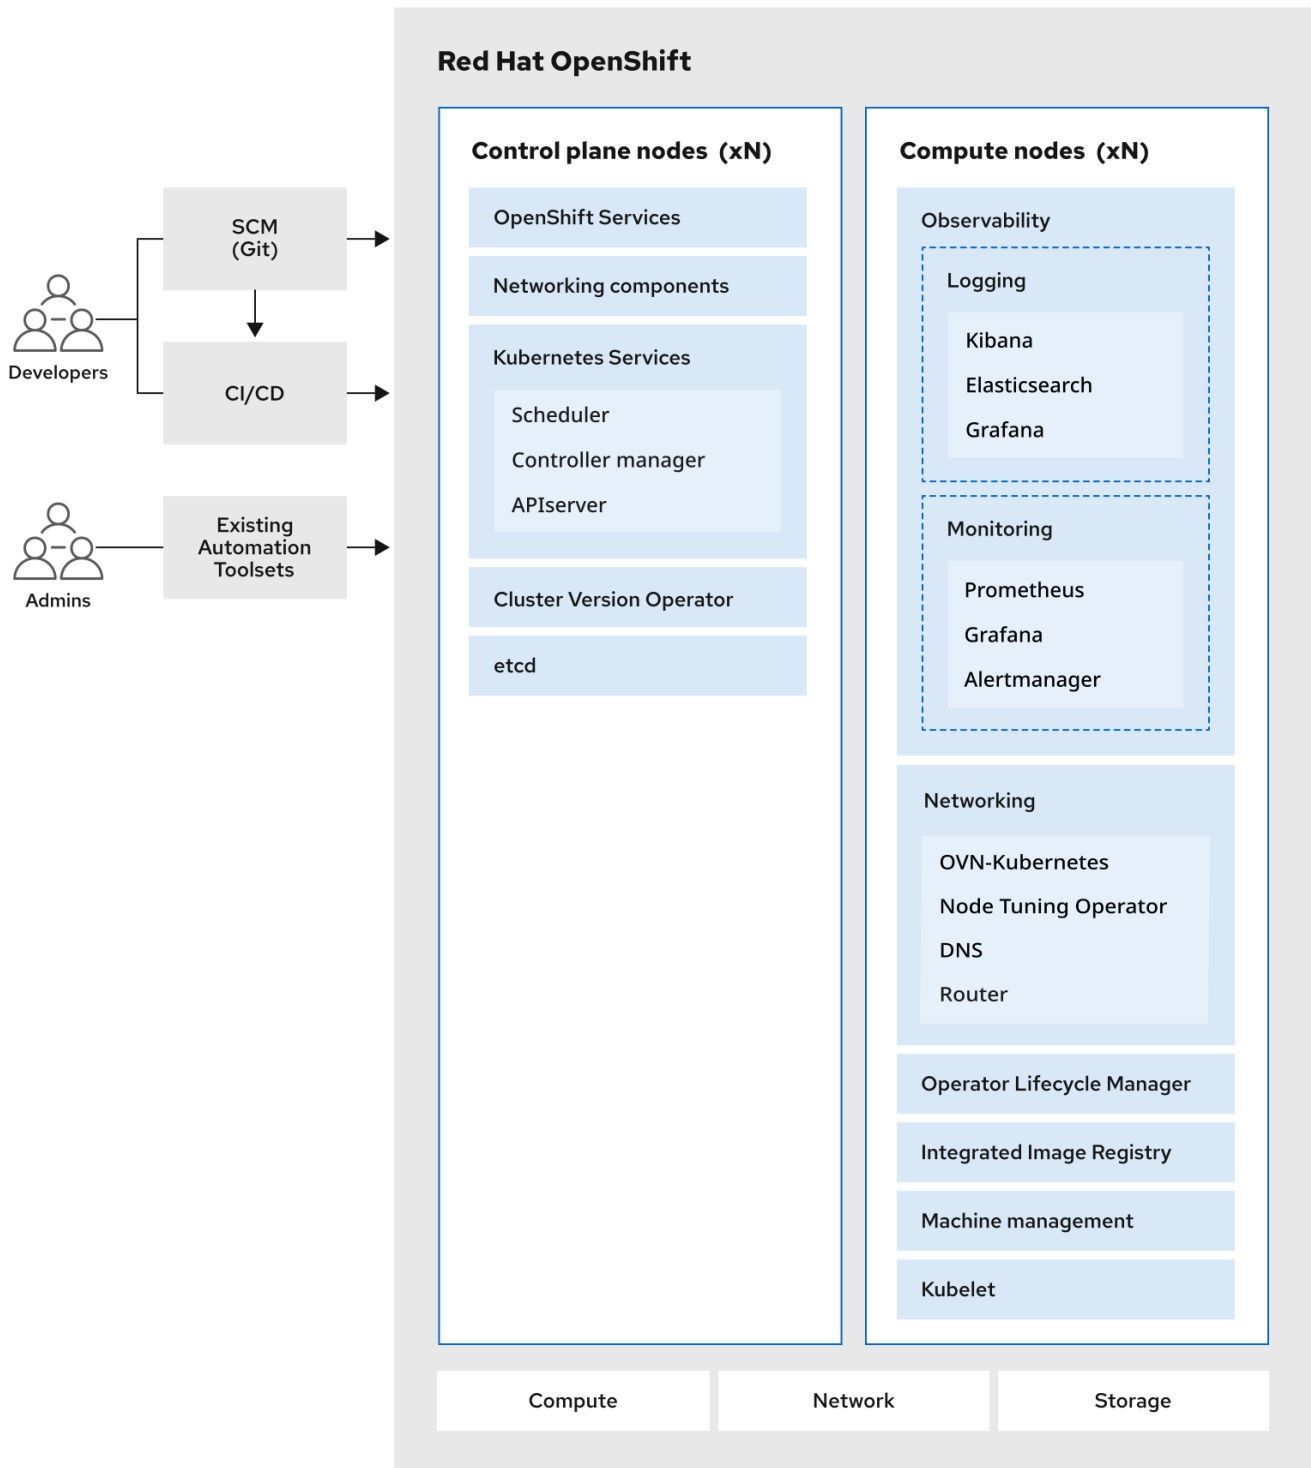 Red Hat OpenShift
Developers
SCM
(Git)
CI/CD
Admins
Existing
Automation
Toolsets
Control plane nodes (xN)
OpenShift Services
Networking components
Kubernetes Services
Scheduler
Controller manager
APIserver
Cluster Version Operator
etcd
Compute nodes (xN)
Observability
Logging
Kibana
Elasticsearch
Grafana
Monitoring
Prometheus
Grafana
Alertmanager
Networking
OVN-Kubernetes
Node Tuning Operator
DNS
Router
Operator Lifecycle Manager
Integrated Image Registry
Machine management
Kubelet
Compute
Network
Storage